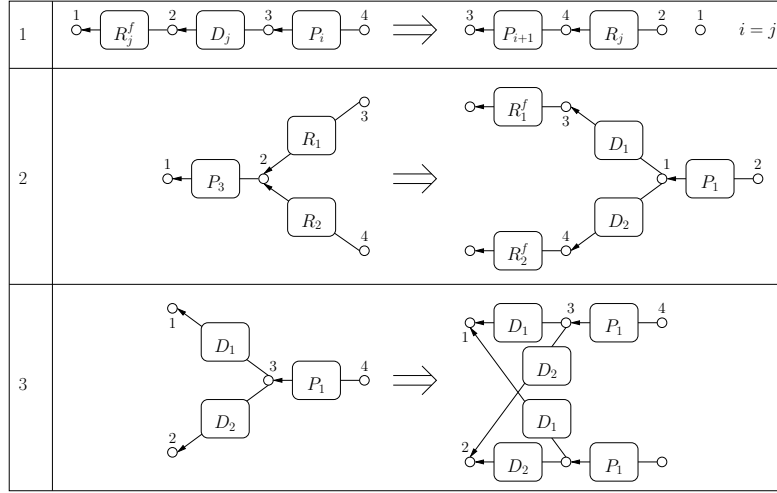 1 1 R_j^f 2 D_j 3 P_i 4 ⇒ 3 P_{i+1} 4 R_j 2 1 i = j
2 1 P_3 2 R_1 3 R_2 4 ⇒ R_1^f 3 D_1 1 P_1 2 D_2 R_2^f 4
3 1 D_1 3 P_1 4 D_2 2 ⇒ 1 D_1 3 P_1 4 D_2 D_1 2 D_2 P_1